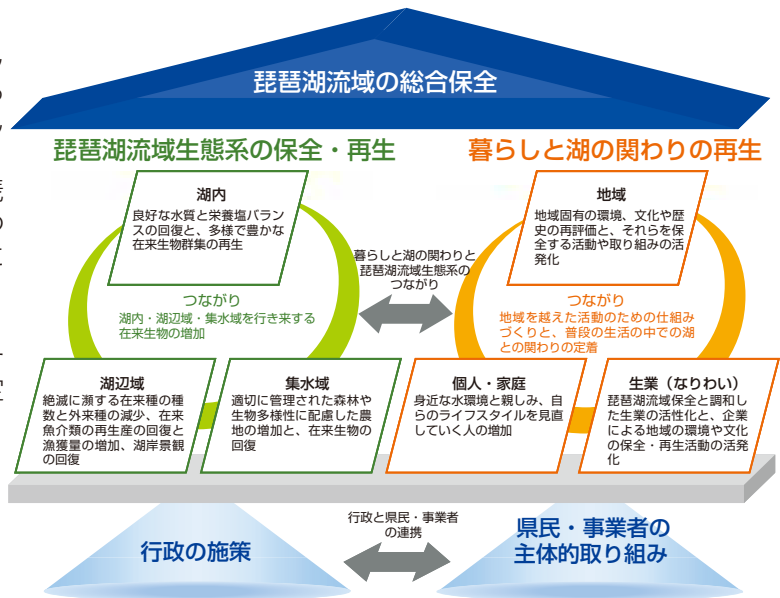 琵琶湖流域の総合保全
琵琶湖流域生態系の保全・再生
暮らしと湖の関わりの再生
湖内
良好な水質と栄養塩バラン
スの回復と、多様で豊かな
在来生物群集の再生
つながり
湖内・湖辺域・集水域を行き来する
在来生物の増加
湖辺域
絶滅に瀕する在来種の種
数と外来種の減少、在来
魚介類の再生産の回復と
漁獲量の増加、湖岸景観
の回復
集水域
適切に管理された森林や
生物多様性に配慮した農
地の増加と、在来生物の
回復
暮らしと湖の関わりと
琵琶湖流域生態系の
つながり
地域
地域固有の環境、文化や歴
史の再評価と、それらを保
全する活動や取り組みの活
発化
つながり
地域を越えた活動のための仕組み
づくりと、普段の生活の中での湖
との関わりの定着
個人・家庭
身近な水環境と親しみ、自
らのライフスタイルを見直
していく人の増加
生業（なりわい）
琵琶湖流域保全と調和し
た生業の活性化と、企業
による地域の環境や文化
の保全・再生活動の活発
化
行政の施策
行政と県民・事業者
の連携
県民・事業者の
主体的取り組み